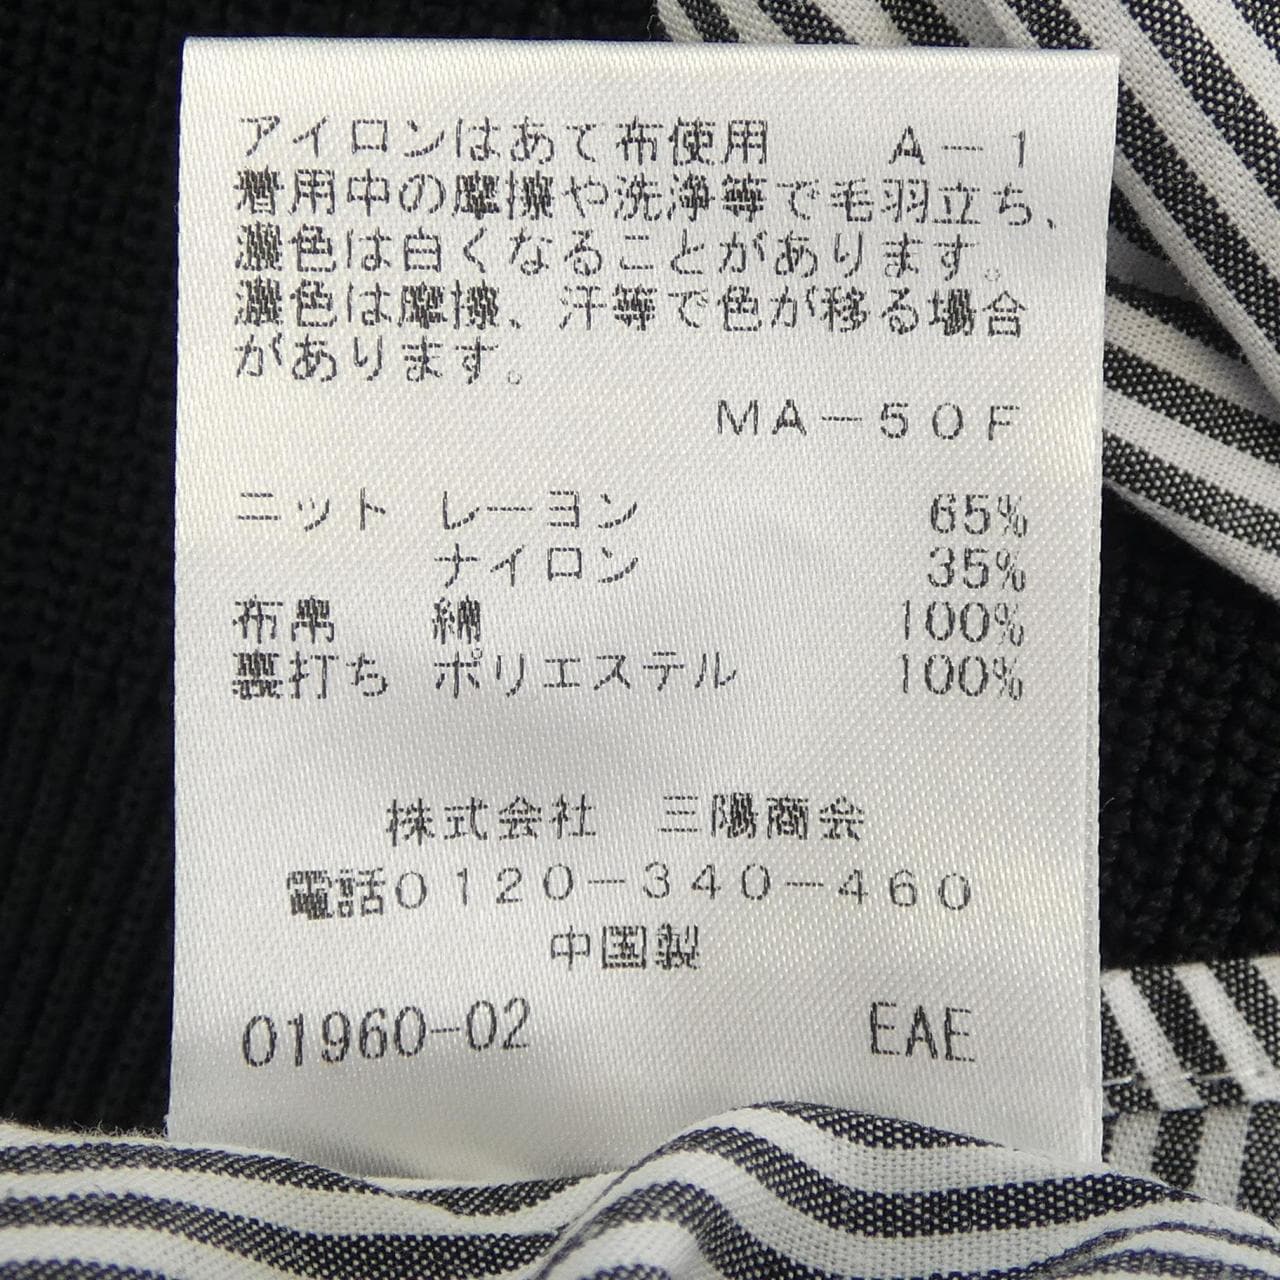 アイロンはあて布使用　　Ａ－１
着用中の摩擦や洗浄等で毛羽立ち、
濃色は白くなることがあります。
濃色は摩擦、汗等で色が移る場合
があります。
ＭＡ－５０Ｆ
ニット　レーヨン　65%
ナイロン　35%
布帛　綿　100%
裏打ち　ポリエステル　100%
株式会社　三陽商会
電話０１２０－３４０－４６０
中国製
01960-02　EAE